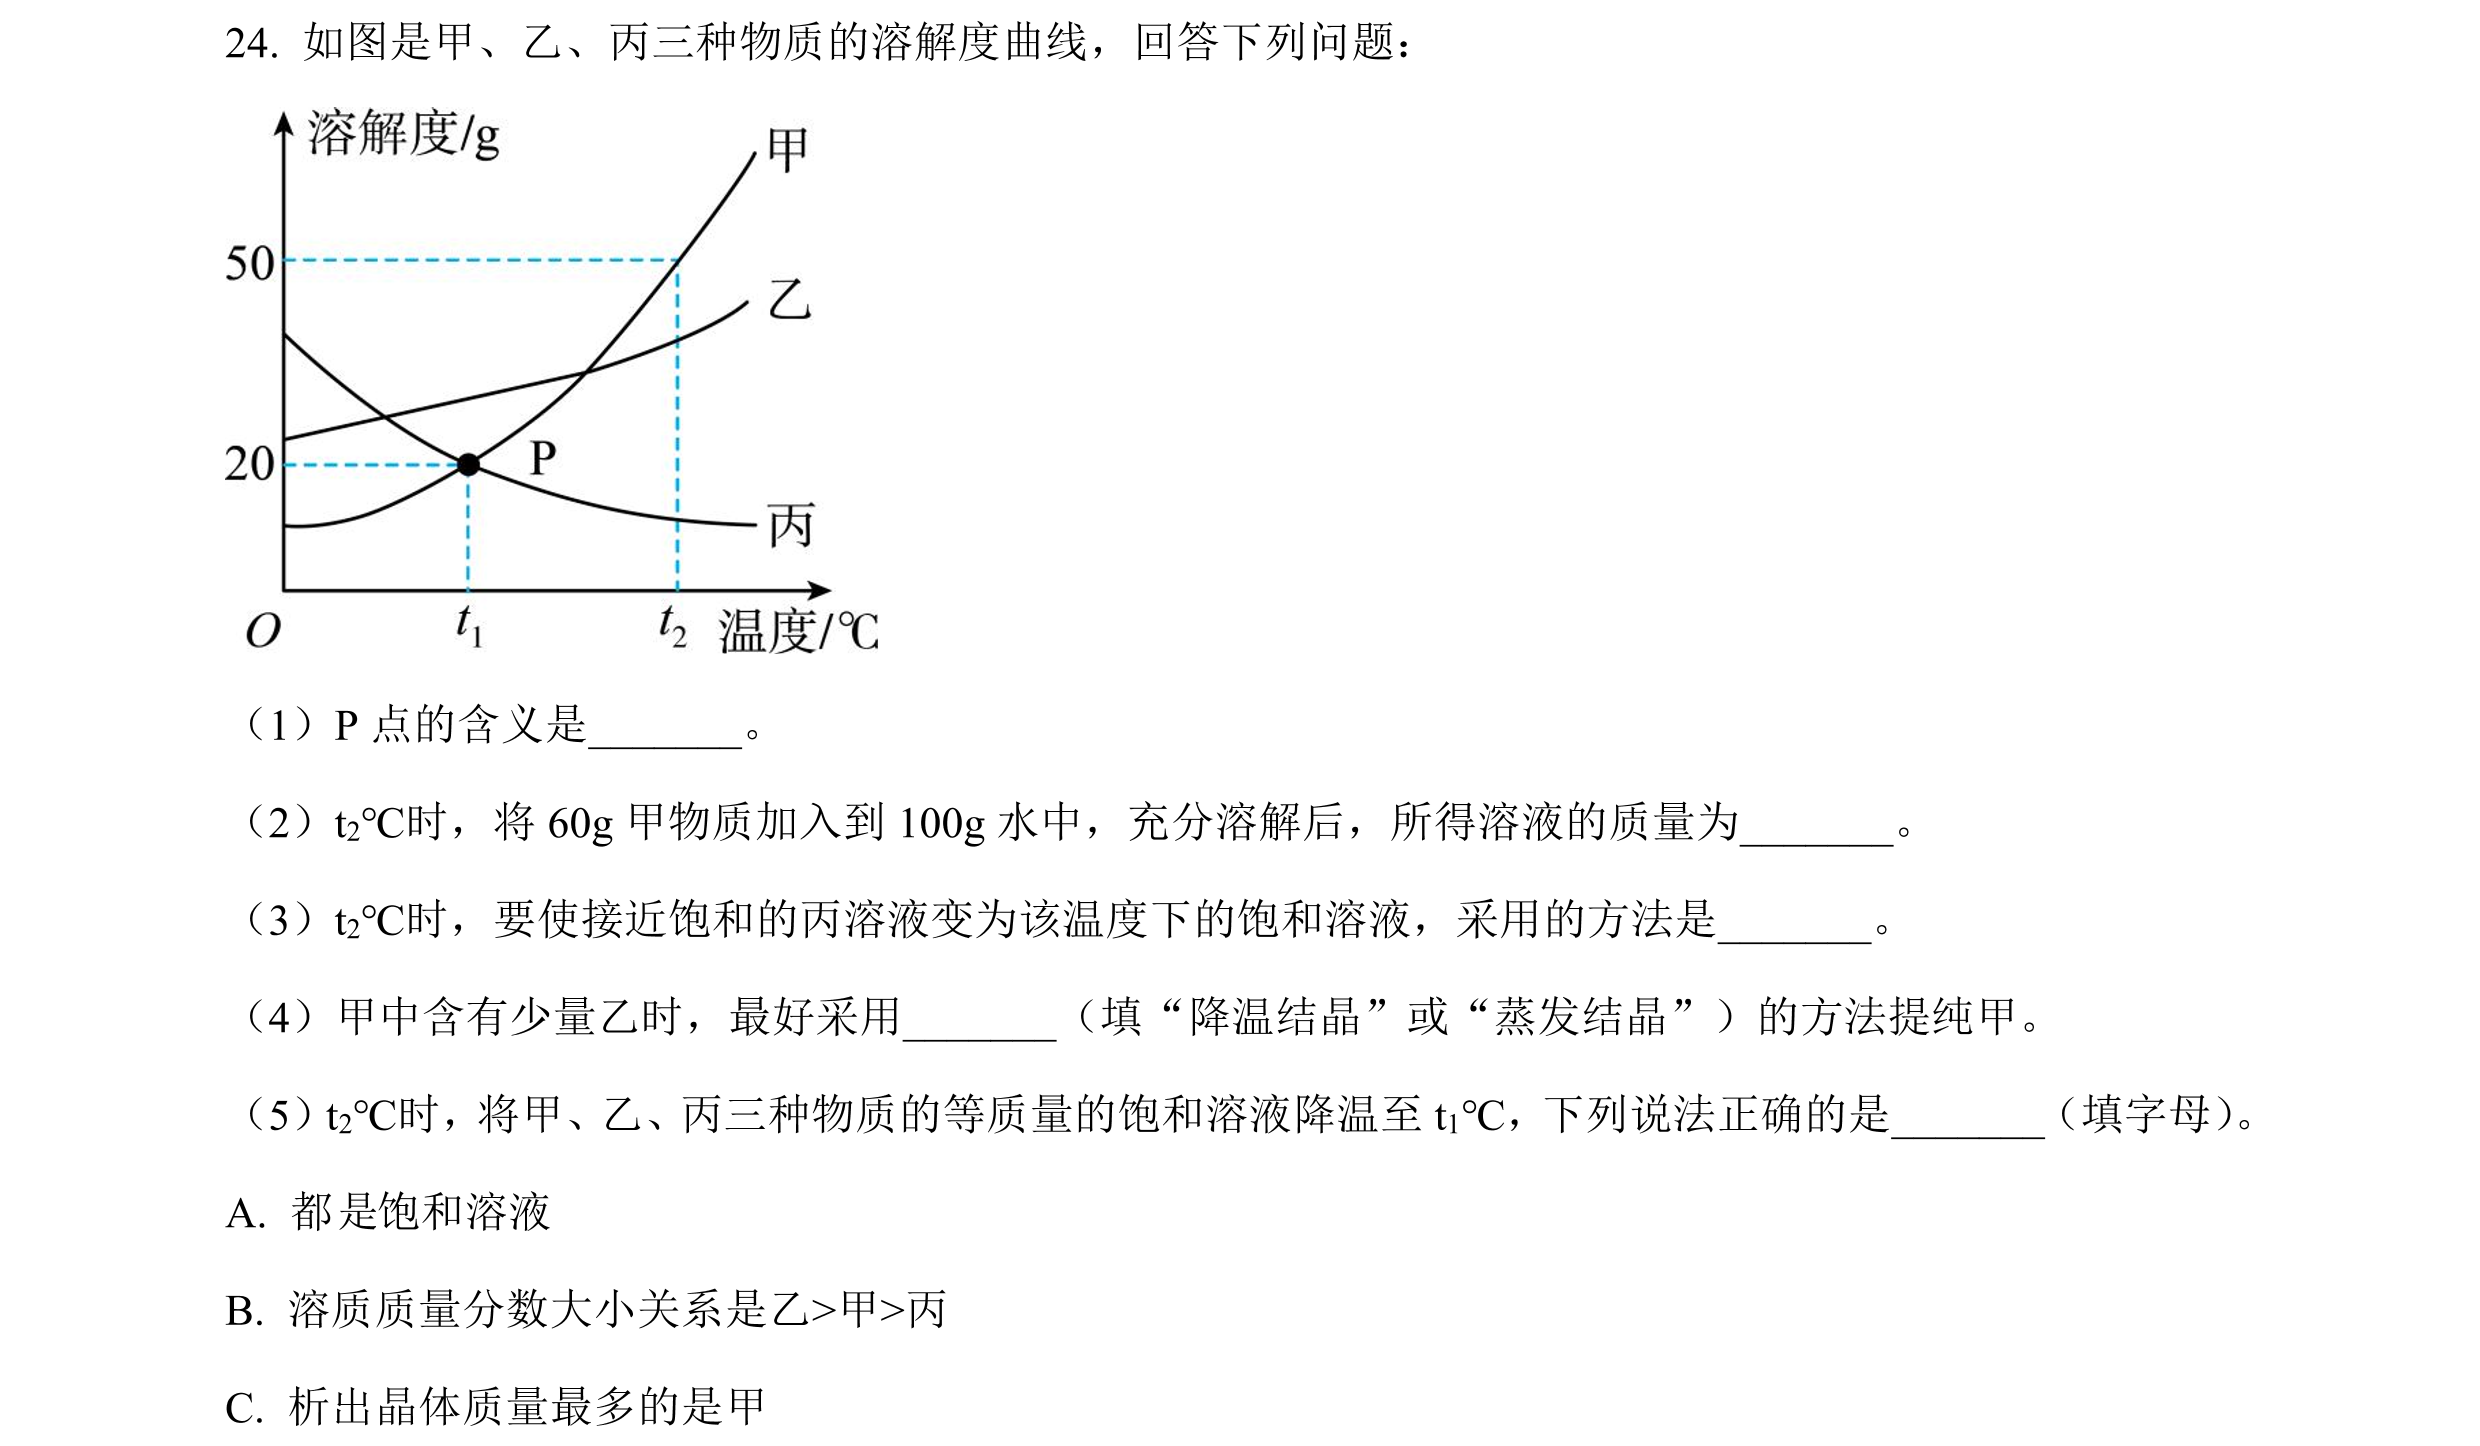 24. 如图是甲、乙、丙三种物质的溶解度曲线，回答下列问题：
溶解度/g
甲
50
乙
20
P
丙
O
t₁
t₂
温度/℃
（1）P 点的含义是_______。
（2）t₂℃时，将 60g 甲物质加入到 100g 水中，充分溶解后，所得溶液的质量为_______。
（3）t₂℃时，要使接近饱和的丙溶液变为该温度下的饱和溶液，采用的方法是_______。
（4）甲中含有少量乙时，最好采用_______（填“降温结晶”或“蒸发结晶”）的方法提纯甲。
（5）t₂℃时，将甲、乙、丙三种物质的等质量的饱和溶液降温至 t₁℃，下列说法正确的是_______（填字母）。
A. 都是饱和溶液
B. 溶质质量分数大小关系是乙>甲>丙
C. 析出晶体质量最多的是甲